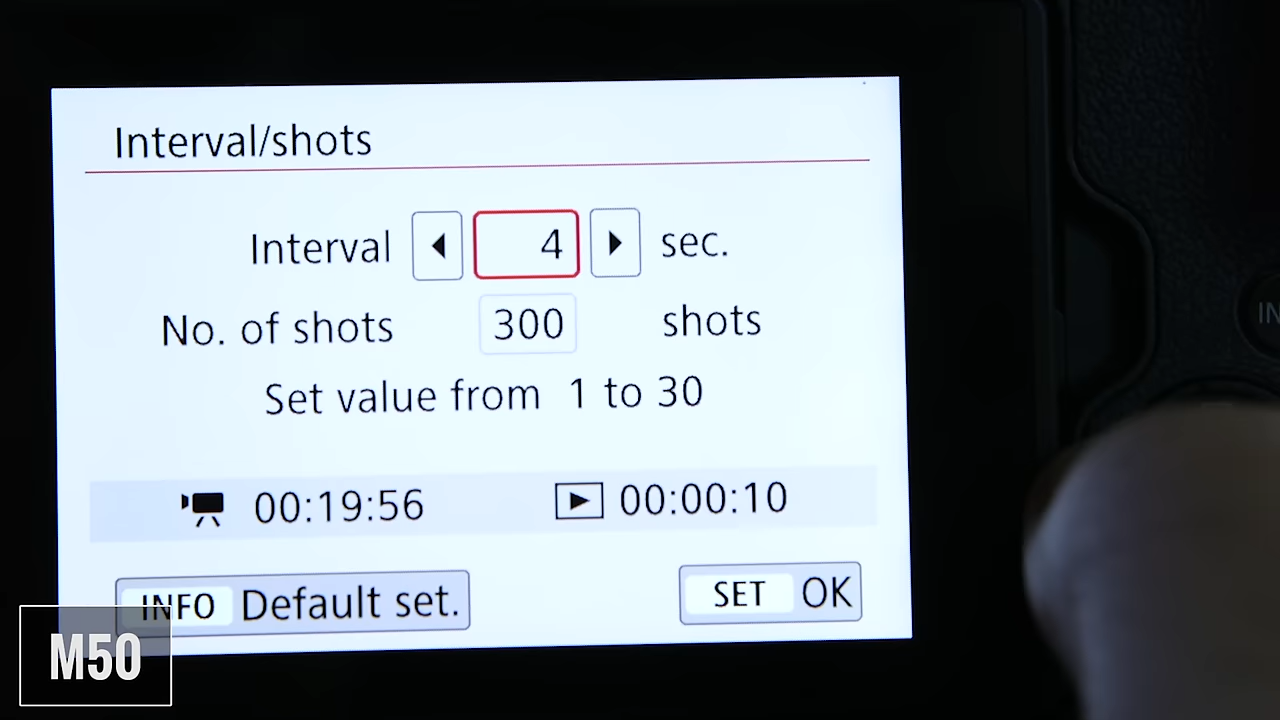 Interval/shots
Interval 4 sec.
No. of shots 300 shots
Set value from 1 to 30
00:19:56 00:00:10
INFO Default set. SET OK
M50